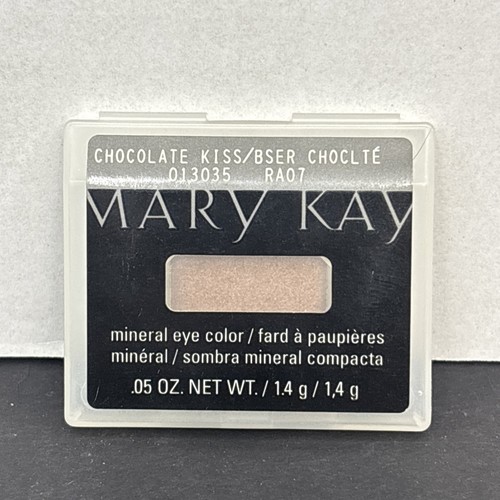 CHOCOLATE KISS/BSER CHOCLTÉ
013035 RA07
MARY KAY
mineral eye color / fard à paupières
minéral / sombra mineral compacta
.05 OZ. NET WT. / 1.4 g / 1,4 g